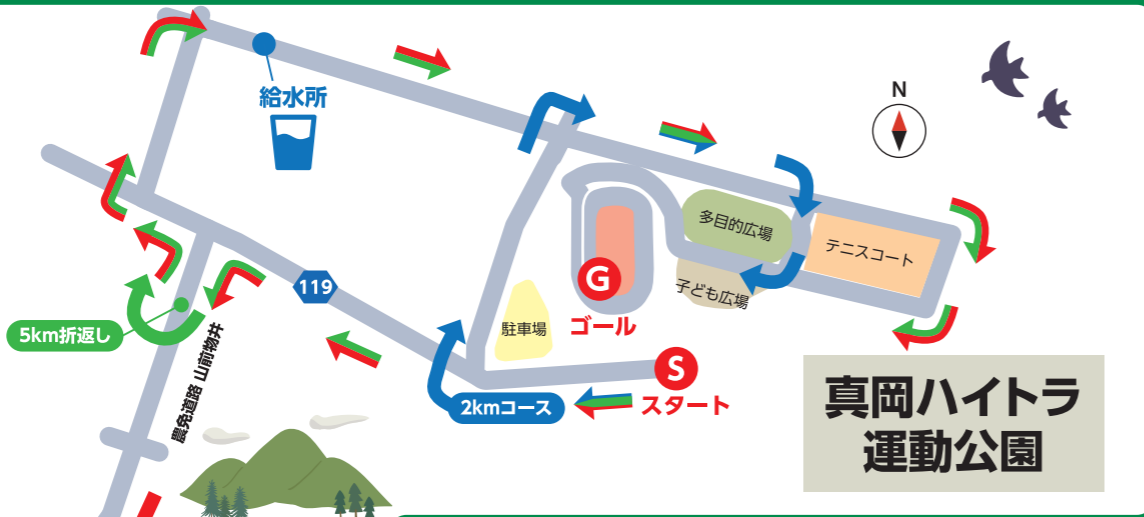 給水所
N
多目的広場
テニスコート
子ども広場
G
ゴール
119
駐車場
5km折返し
農免道路 山前物井
S
スタート
2kmコース
真岡ハイトラ
運動公園